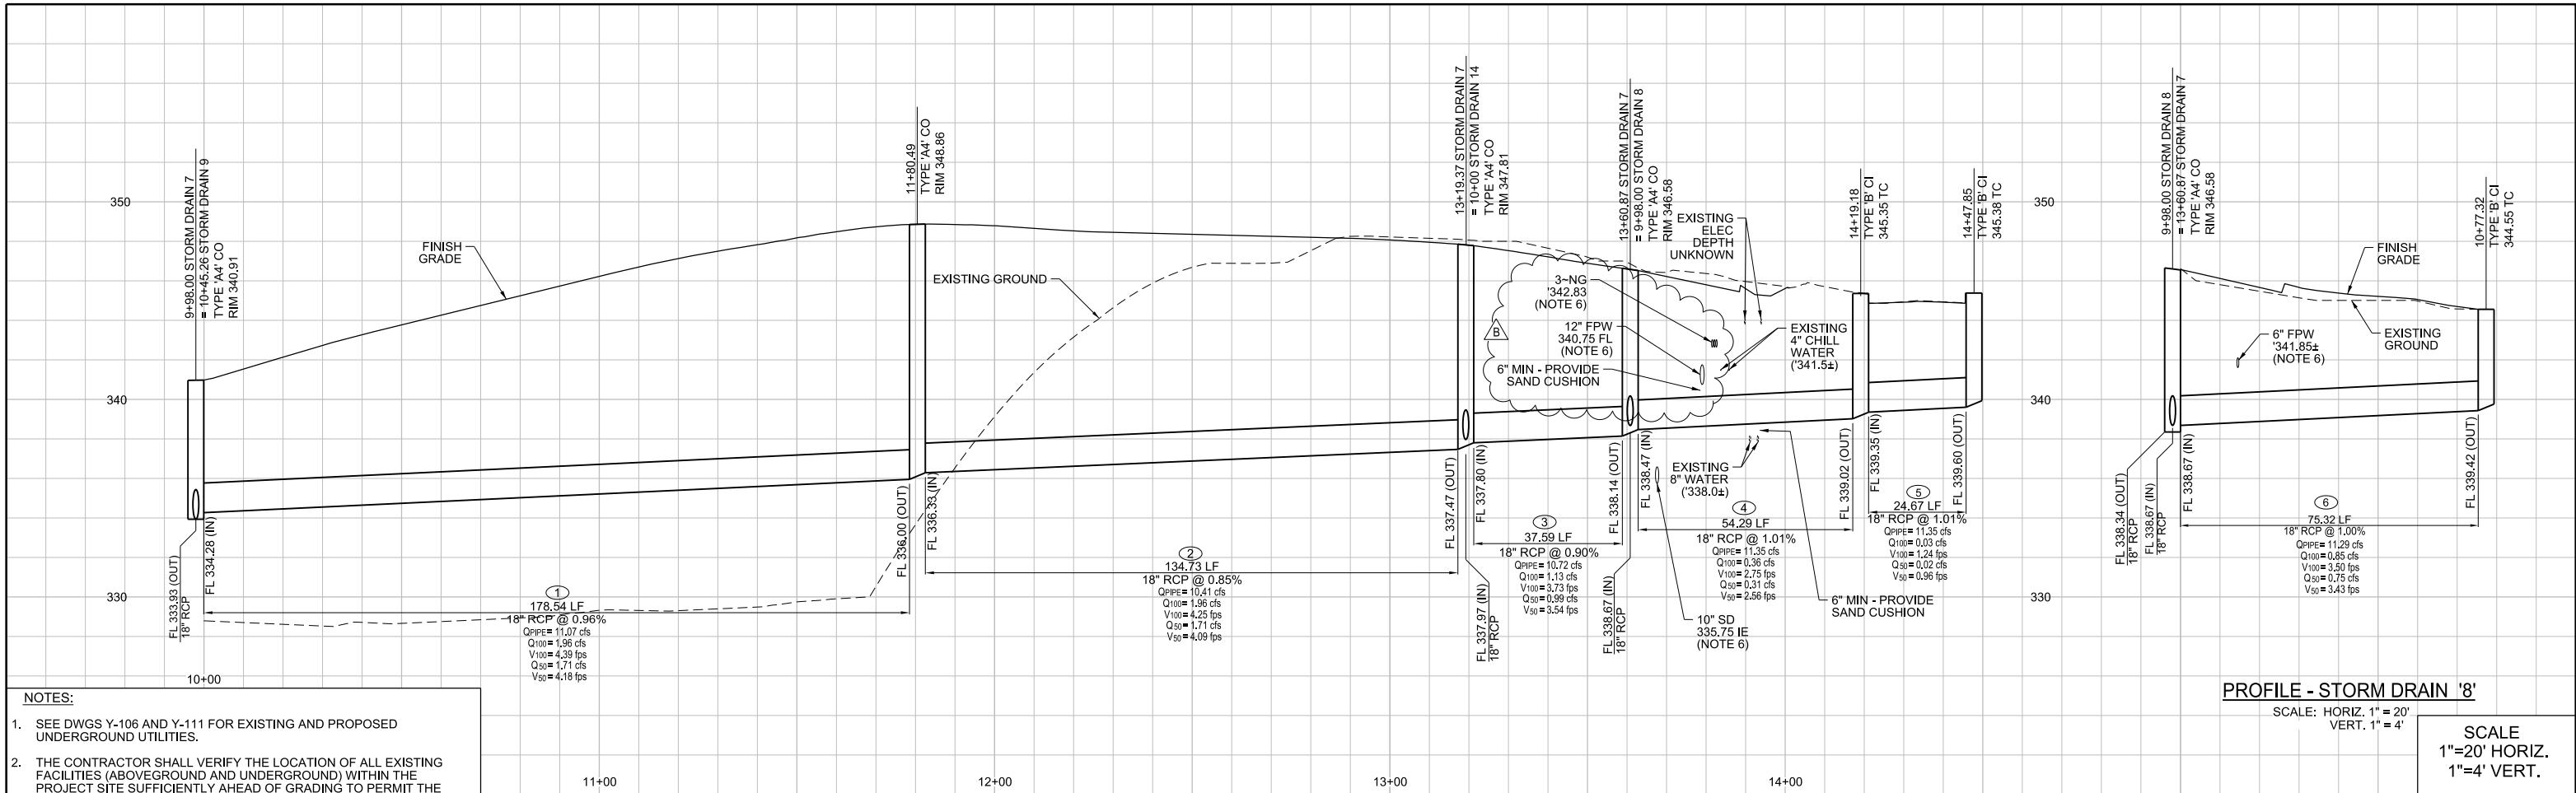 9+98.00 STORM DRAIN 7
= 10+45.26 STORM DRAIN 9
TYPE 'A4' CO
RIM 340.91
11+80.49
TYPE 'A4' CO
RIM 348.86
13+19.37 STORM DRAIN 7
= 10+00 STORM DRAIN 14
TYPE 'A4' CO
RIM 347.81
13+60.87 STORM DRAIN 7
= 9+98.00 STORM DRAIN 8
TYPE 'A4' CO
RIM 346.58
14+19.18
TYPE 'B' CI
345.35 TC
14+47.85
TYPE 'B' CI
345.38 TC
9+98.00 STORM DRAIN 8
= 13+60.87 STORM DRAIN 7
TYPE 'A4' CO
RIM 346.58
10+77.32
TYPE 'B' CI
344.55 TC
350
340
330
350
340
330
FINISH
GRADE
EXISTING GROUND
EXISTING
ELEC
DEPTH
UNKNOWN
3~NG
'342.83
(NOTE 6)
B
12" FPW
340.75 FL
(NOTE 6)
6" MIN - PROVIDE
SAND CUSHION
EXISTING
4" CHILL
WATER
('341.5±)
FINISH
GRADE
EXISTING
GROUND
6" FPW
'341.85±
(NOTE 6)
EXISTING
8" WATER
('338.0±)
10" SD
335.75 IE
(NOTE 6)
6" MIN - PROVIDE
SAND CUSHION
FL 333.93 (OUT)
18" RCP
FL 334.28 (IN)
FL 336.00 (OUT)
FL 336.33 (IN)
FL 337.47 (OUT)
FL 337.97 (IN)
18" RCP
FL 337.80 (IN)
FL 338.14 (OUT)
FL 338.67 (IN)
18" RCP
FL 338.47 (IN)
FL 339.02 (OUT)
FL 339.35 (IN)
FL 339.60 (OUT)
FL 338.34 (OUT)
18" RCP
FL 338.67 (IN)
18" RCP
FL 338.67 (IN)
FL 339.42 (OUT)
1
178.54 LF
18" RCP @ 0.96%
QPIPE= 11.07 cfs
Q100= 1.96 cfs
V100= 4.39 fps
Q50= 1.71 cfs
V50= 4.18 fps
2
134.73 LF
18" RCP @ 0.85%
QPIPE= 10.41 cfs
Q100= 1.96 cfs
V100= 4.25 fps
Q50= 1.71 cfs
V50= 4.09 fps
3
37.59 LF
18" RCP @ 0.90%
QPIPE= 10.72 cfs
Q100= 1.13 cfs
V100= 3.73 fps
Q50= 0.99 cfs
V50= 3.54 fps
4
54.29 LF
18" RCP @ 1.01%
QPIPE= 11.35 cfs
Q100= 0.36 cfs
V100= 2.75 fps
Q50= 0.31 cfs
V50= 2.56 fps
5
24.67 LF
18" RCP @ 1.01%
QPIPE= 11.35 cfs
Q100= 0.03 cfs
V100= 1.24 fps
Q50= 0.02 cfs
V50= 0.96 fps
6
75.32 LF
18" RCP @ 1.00%
QPIPE= 11.29 cfs
Q100= 0.85 cfs
V100= 3.50 fps
Q50= 0.75 cfs
V50= 3.43 fps
10+00
11+00
12+00
13+00
14+00
NOTES:
1. SEE DWGS Y-106 AND Y-111 FOR EXISTING AND PROPOSED
UNDERGROUND UTILITIES.
2. THE CONTRACTOR SHALL VERIFY THE LOCATION OF ALL EXISTING
FACILITIES (ABOVEGROUND AND UNDERGROUND) WITHIN THE
PROJECT SITE SUFFICIENTLY AHEAD OF GRADING TO PERMIT THE
PROFILE - STORM DRAIN '8'
SCALE: HORIZ. 1" = 20'
VERT. 1" = 4'
SCALE
1"=20' HORIZ.
1"=4' VERT.